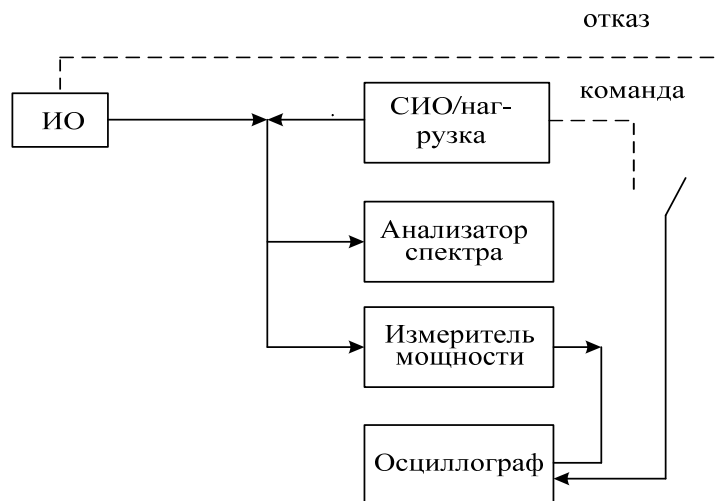 отказ
команда
ИО
СИО/наг-
рузка
Анализатор
спектра
Измеритель
мощности
Осциллограф